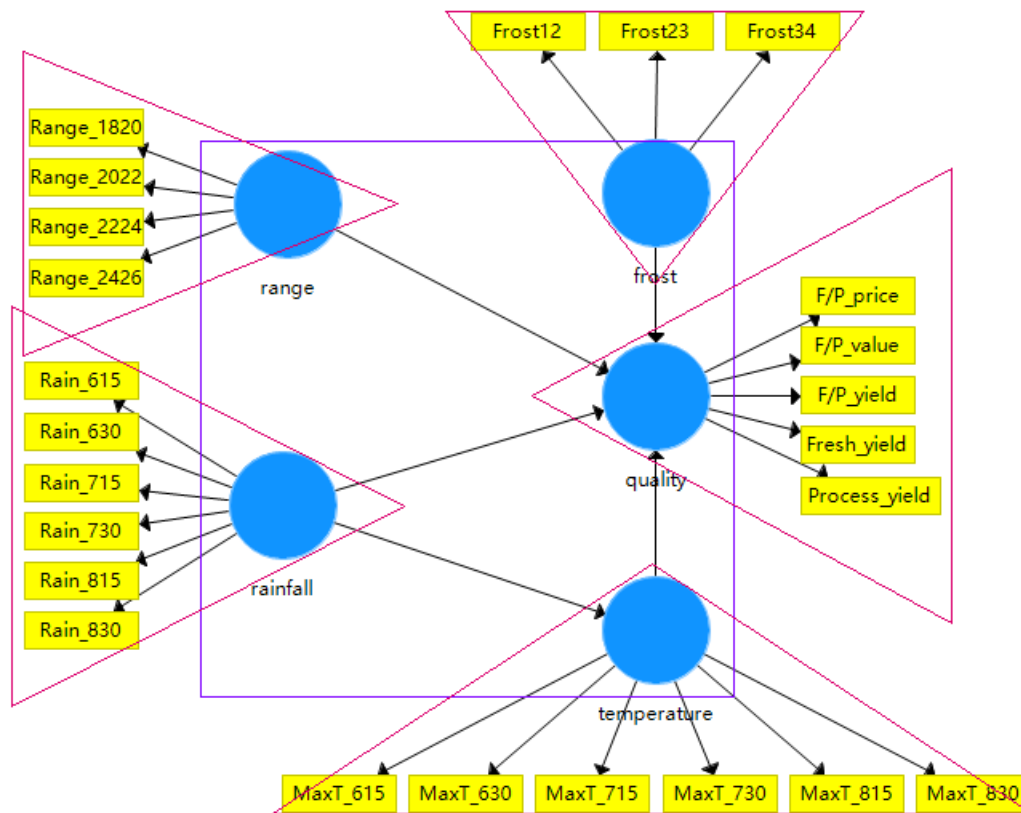 Frost12
Frost23
Frost34
Range_1820
Range_2022
Range_2224
Range_2426
range
frost
F/P_price
F/P_value
F/P_yield
Fresh_yield
Process_yield
quality
Rain_615
Rain_630
Rain_715
Rain_730
Rain_815
Rain_830
rainfall
temperature
MaxT_615
MaxT_630
MaxT_715
MaxT_730
MaxT_815
MaxT_830